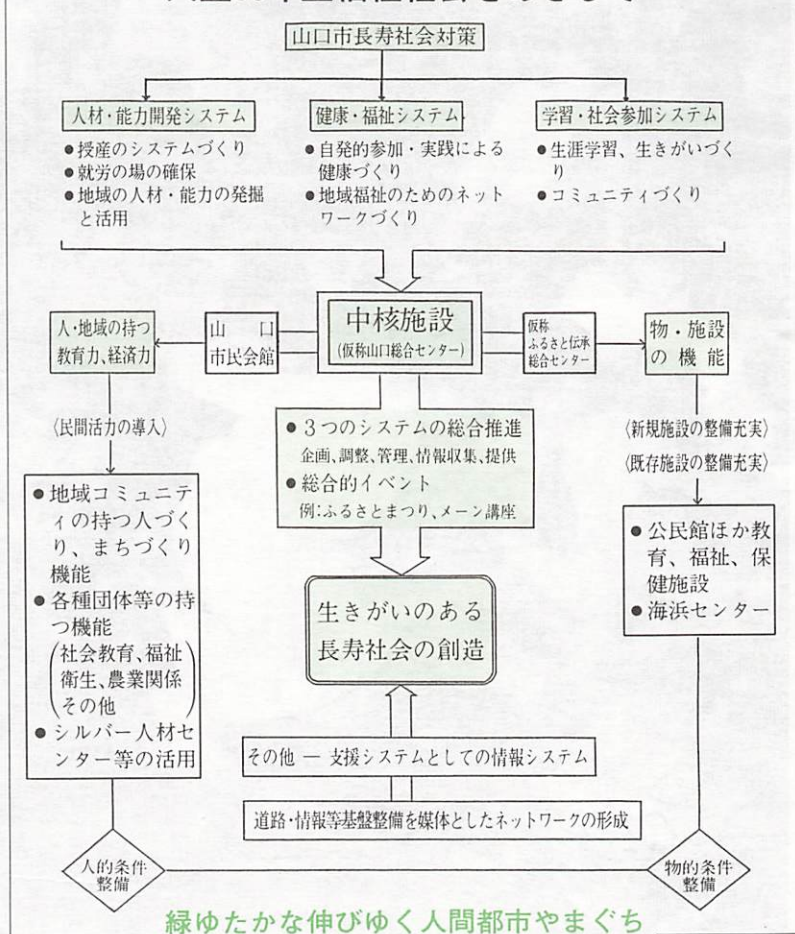 山口市長寿社会対策
人材・能力開発システム
●授産のシステムづくり
●就労の場の確保
●地域の人材・能力の発掘
と活用
健康・福祉システム
●自発的参加・実践による
健康づくり
●地域福祉のためのネット
ワークづくり
学習・社会参加システム
●生涯学習、生きがいづく
り
●コミュニティづくり
人・地域の持つ
教育力、経済力
山口
市民会館
中核施設
(仮称山口総合センター)
仮称
ふるさと伝承
総合センター
物・施設
の機能
〈民間活力の導入〉
●3つのシステムの総合推進
企画、調整、管理、情報収集、提供
●総合的イベント
例:ふるさとまつり、メーン講座
〈新規施設の整備充実〉
〈既存施設の整備充実〉
●地域コミュニテ
ィの持つ人づく
り、まちづくり
機能
●各種団体等の持
つ機能
(社会教育、福祉
衛生、農業関係
その他)
●シルバー人材セ
ンター等の活用
生きがいのある
長寿社会の創造
●公民館ほか教
育、福祉、保
健施設
●海浜センター
その他 ― 支援システムとしての情報システム
道路・情報等基盤整備を媒体としたネットワークの形成
人的条件
整備
物的条件
整備
緑ゆたかな伸びゆく人間都市やまぐち